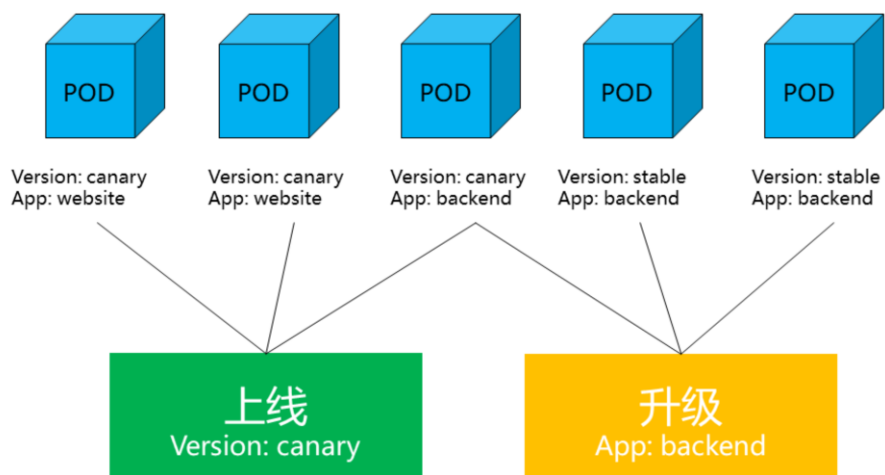 POD
POD
POD
POD
POD
Version: canary
App: website
Version: canary
App: website
Version: canary
App: backend
Version: stable
App: backend
Version: stable
App: backend
上线
Version: canary
升级
App: backend